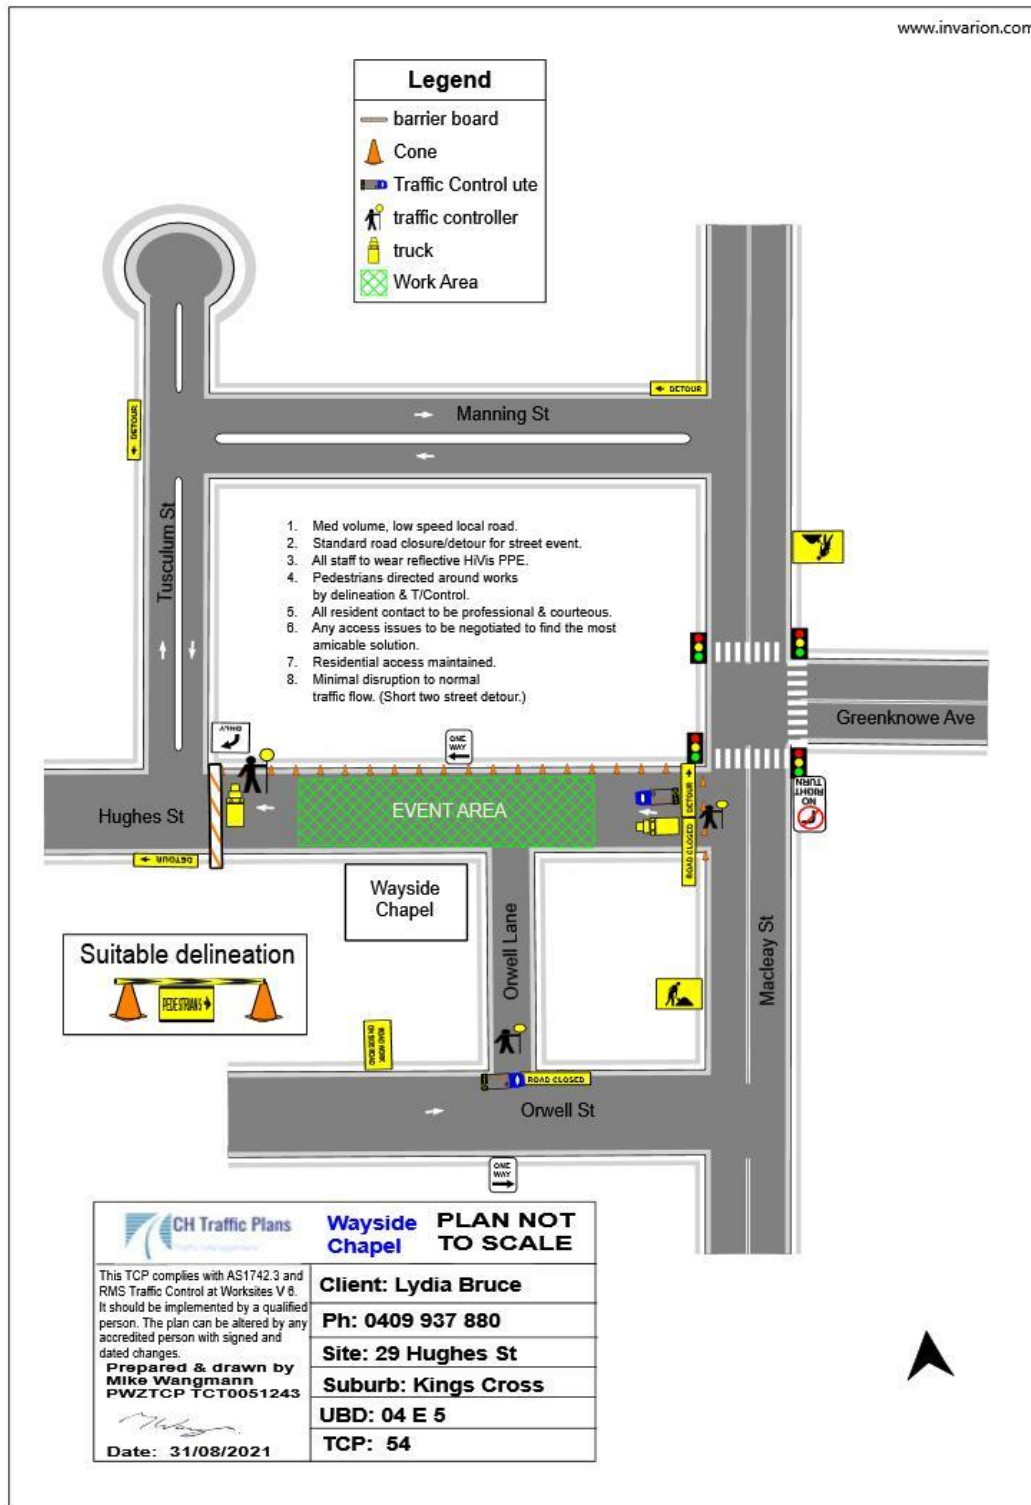 www.invarion.com
Legend
barrier board
Cone
Traffic Control ute
traffic controller
truck
Work Area
DETOUR
Manning St
DETOUR
Tusculum St
1. Med volume, low speed local road.
2. Standard road closure/detour for street event.
3. All staff to wear reflective HiVis PPE.
4. Pedestrians directed around works
by delineation & T/Control.
5. All resident contact to be professional & courteous.
6. Any access issues to be negotiated to find the most
amicable solution.
7. Residential access maintained.
8. Minimal disruption to normal
traffic flow. (Short two street detour.)
Greenknowe Ave
ONLY
ONE
WAY
DETOUR
ROAD CLOSED
NO
RIGHT
TURN
Hughes St
EVENT AREA
DETOUR
Wayside
Chapel
Orwell Lane
Macleay St
Suitable delineation
PEDESTRIANS
ROAD WORK
ON SIDE ROAD
ROAD CLOSED
Orwell St
ONE
WAY
CH Traffic Plans
Traffic Management
Wayside
Chapel
PLAN NOT
TO SCALE
This TCP complies with AS1742.3 and
RMS Traffic Control at Worksites V 6.
It should be implemented by a qualified
person. The plan can be altered by any
accredited person with signed and
dated changes.
Prepared & drawn by
Mike Wangmann
PWZTCP TCT0051243
Date: 31/08/2021
Client: Lydia Bruce
Ph: 0409 937 880
Site: 29 Hughes St
Suburb: Kings Cross
UBD: 04 E 5
TCP: 54